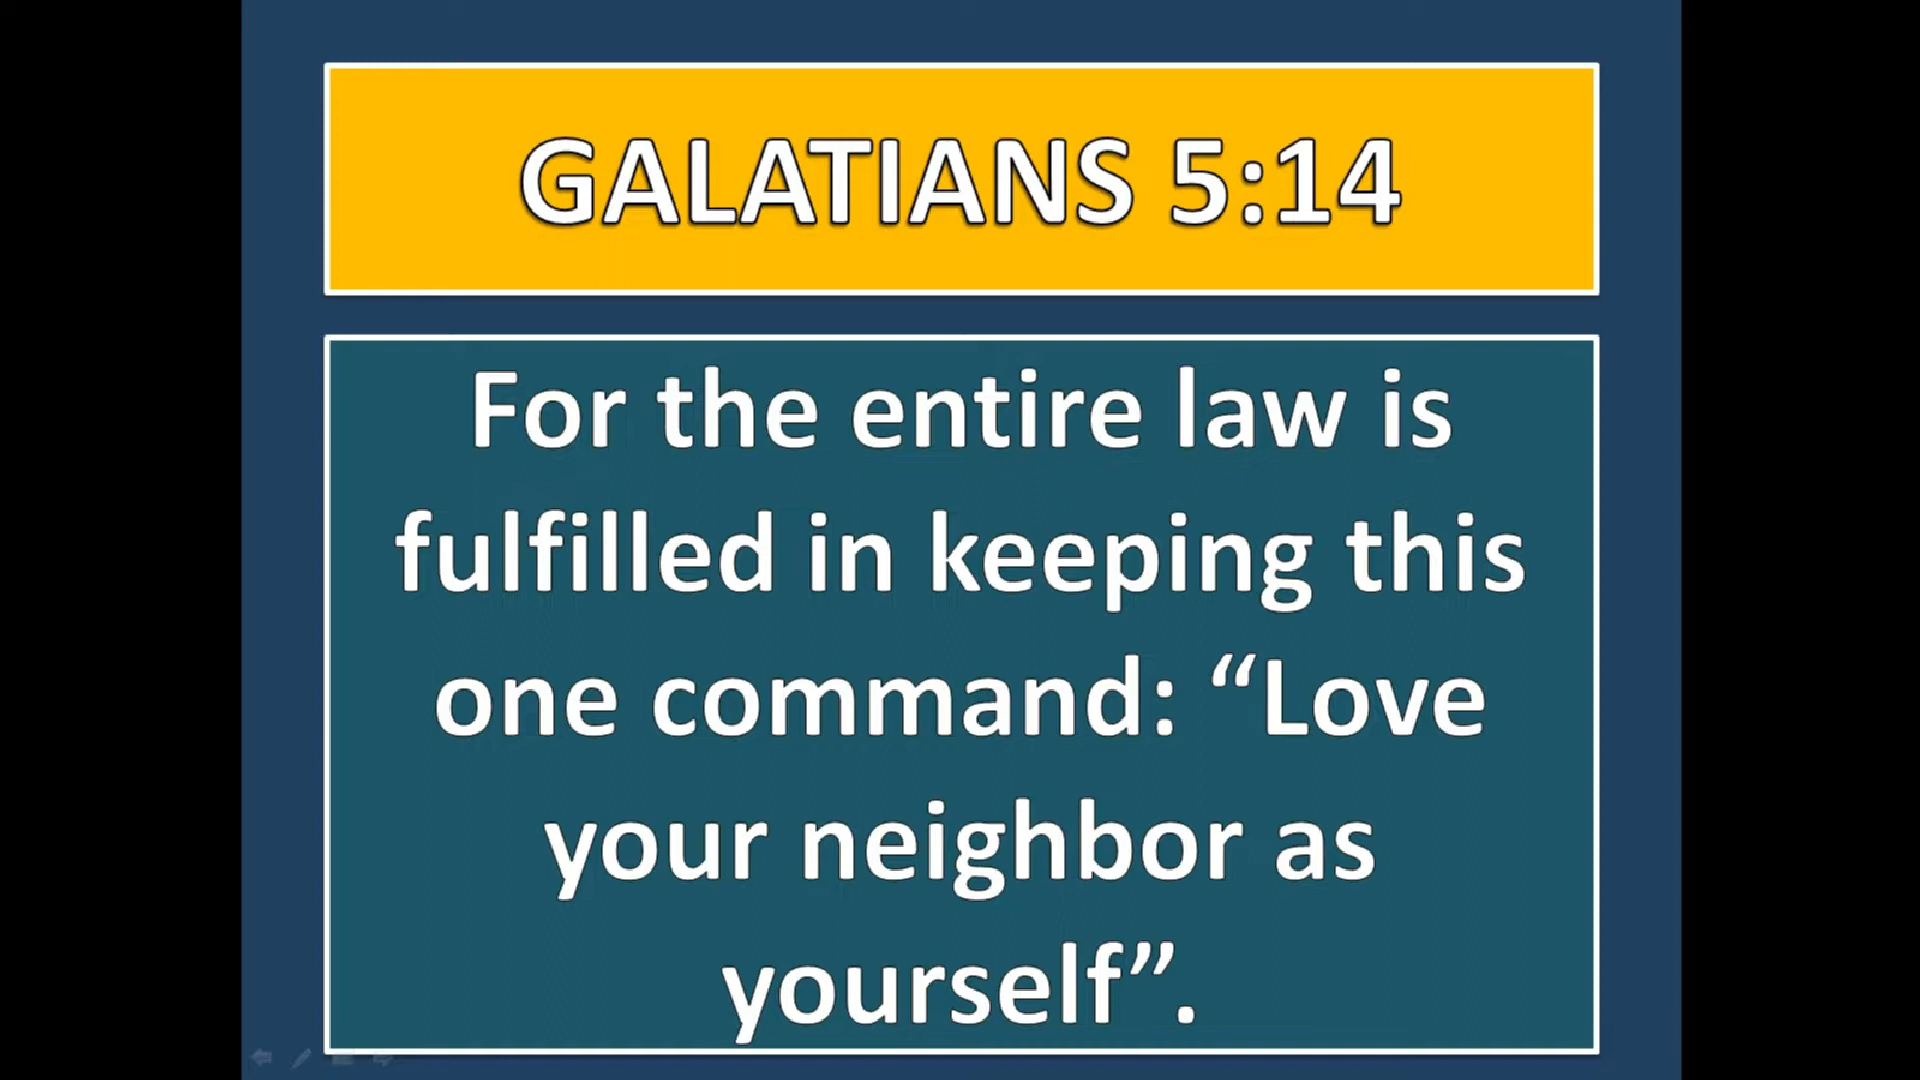 GALATIANS 5:14
For the entire law is
fulfilled in keeping this
one command: “Love
your neighbor as
yourself”.